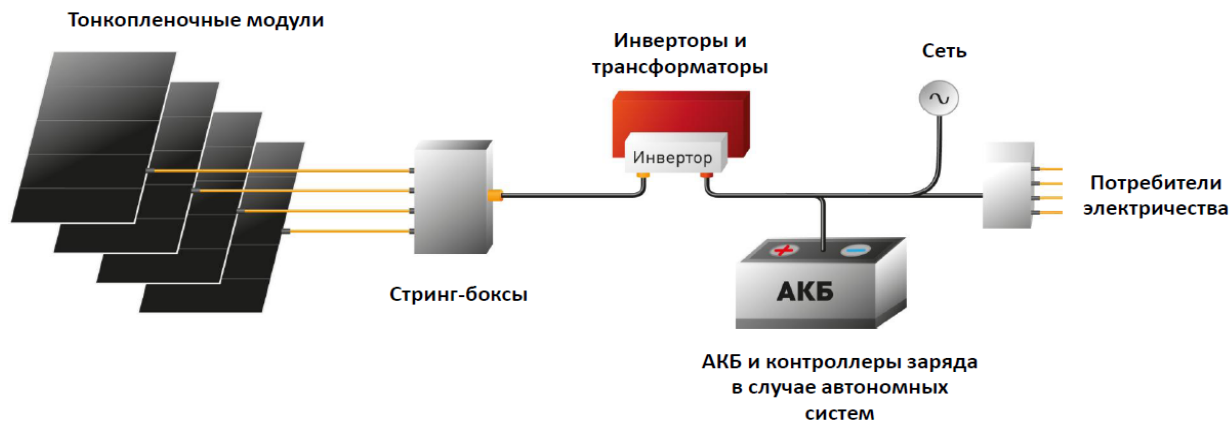 Тонкопленочные модули
Инверторы и
трансформаторы
Сеть
Инвертор
Потребители
электричества
Стринг-боксы
АКБ
АКБ и контроллеры заряда
в случае автономных
систем